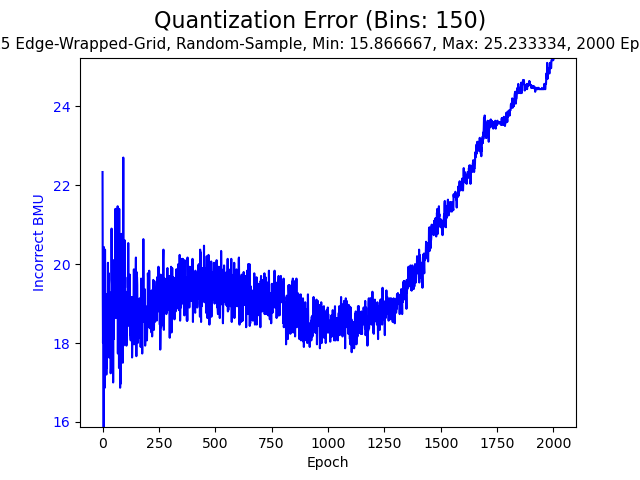 Quantization Error (Bins: 150)
5 Edge-Wrapped-Grid, Random-Sample, Min: 15.866667, Max: 25.233334, 2000 Ep
24
22
20
18
16
Incorrect BMU
0 250 500 750 1000 1250 1500 1750 2000
Epoch